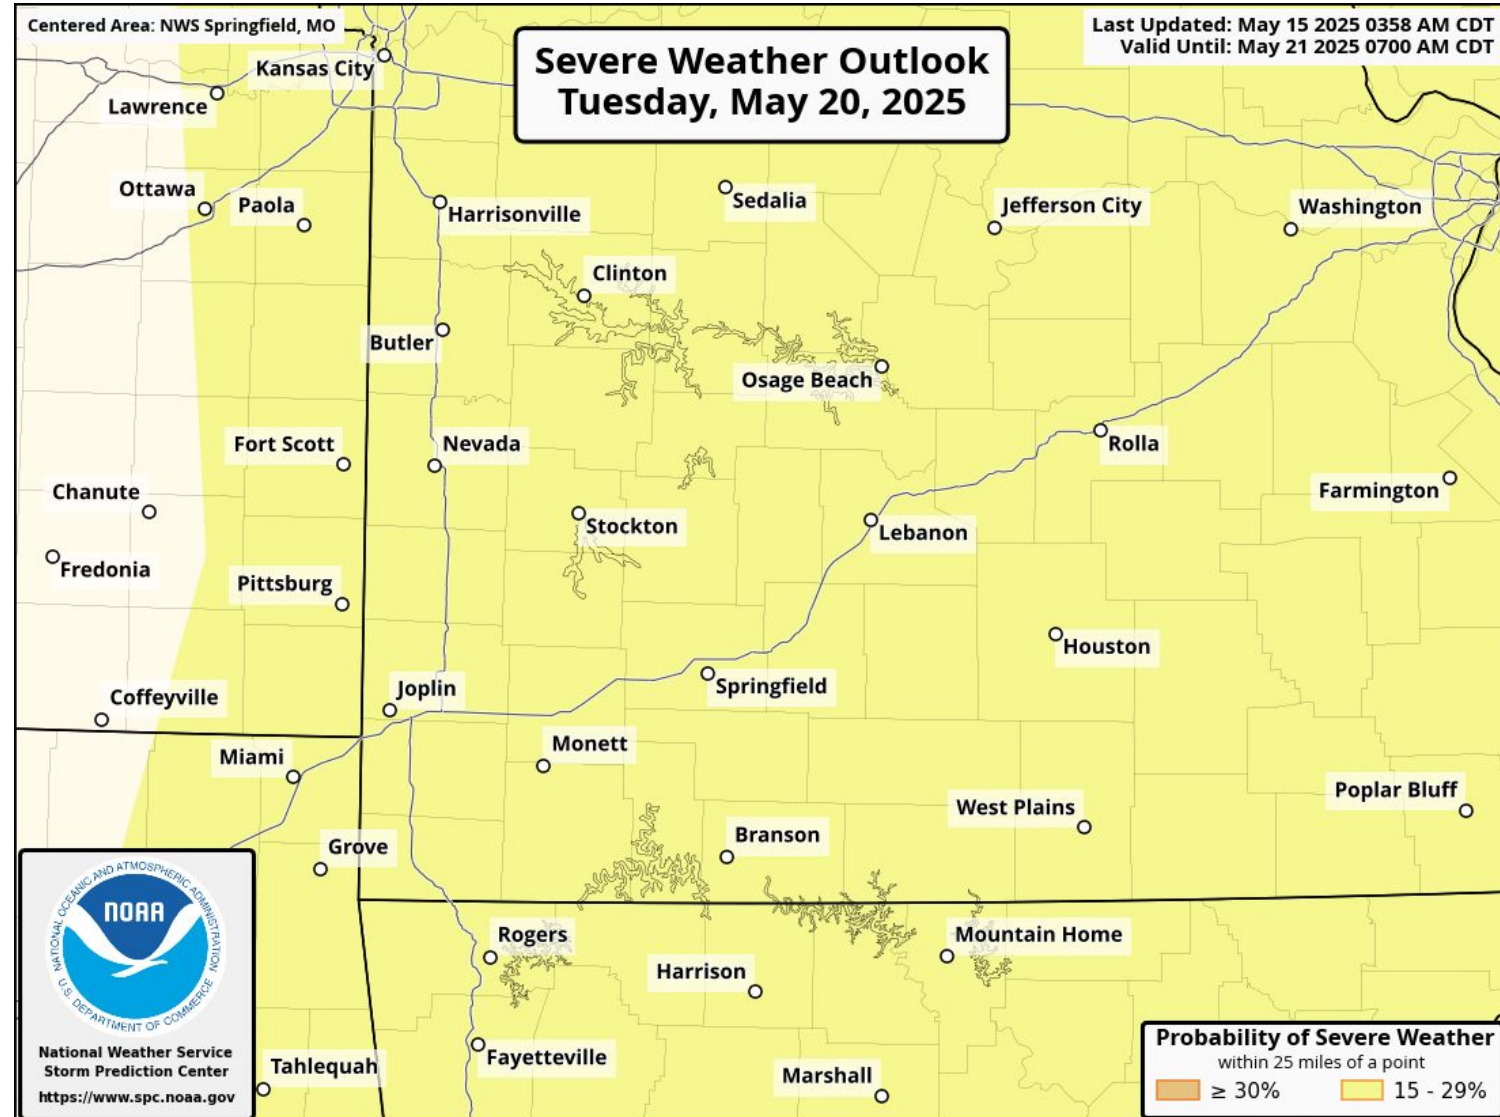 Centered Area: NWS Springfield, MO
Last Updated: May 15 2025 0358 AM CDT
Valid Until: May 21 2025 0700 AM CDT
Severe Weather Outlook
Tuesday, May 20, 2025
Kansas City
Lawrence
Ottawa
Paola
Harrisonville
Sedalia
Jefferson City
Washington
Clinton
Butler
Osage Beach
Fort Scott
Nevada
Rolla
Chanute
Farmington
Stockton
Lebanon
Fredonia
Pittsburg
Houston
Coffeyville
Joplin
Springfield
Miami
Monett
Poplar Bluff
West Plains
Branson
Grove
Rogers
Mountain Home
Harrison
Fayetteville
Tahlequah
Marshall
NATIONAL OCEANIC AND ATMOSPHERIC ADMINISTRATION
NOAA
U.S. DEPARTMENT OF COMMERCE
National Weather Service
Storm Prediction Center
https://www.spc.noaa.gov
Probability of Severe Weather
within 25 miles of a point
≥ 30%
15 - 29%